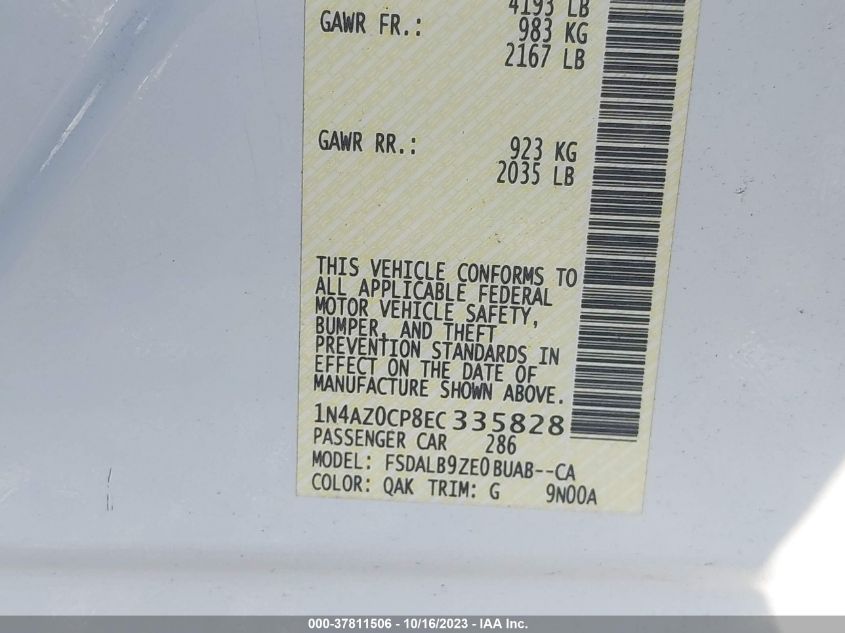 4193 LB
GAWR FR.: 983 KG
2167 LB
GAWR RR.: 923 KG
2035 LB
THIS VEHICLE CONFORMS TO
ALL APPLICABLE FEDERAL
MOTOR VEHICLE SAFETY,
BUMPER, AND THEFT
PREVENTION STANDARDS IN
EFFECT ON THE DATE OF
MANUFACTURE SHOWN ABOVE.
1N4AZ0CP8EC335828
PASSENGER CAR 286
MODEL: FSDALB9ZE0BUAB--CA
COLOR: QAK TRIM: G 9N00A
000-37811506 - 10/16/2023 - IAA Inc.